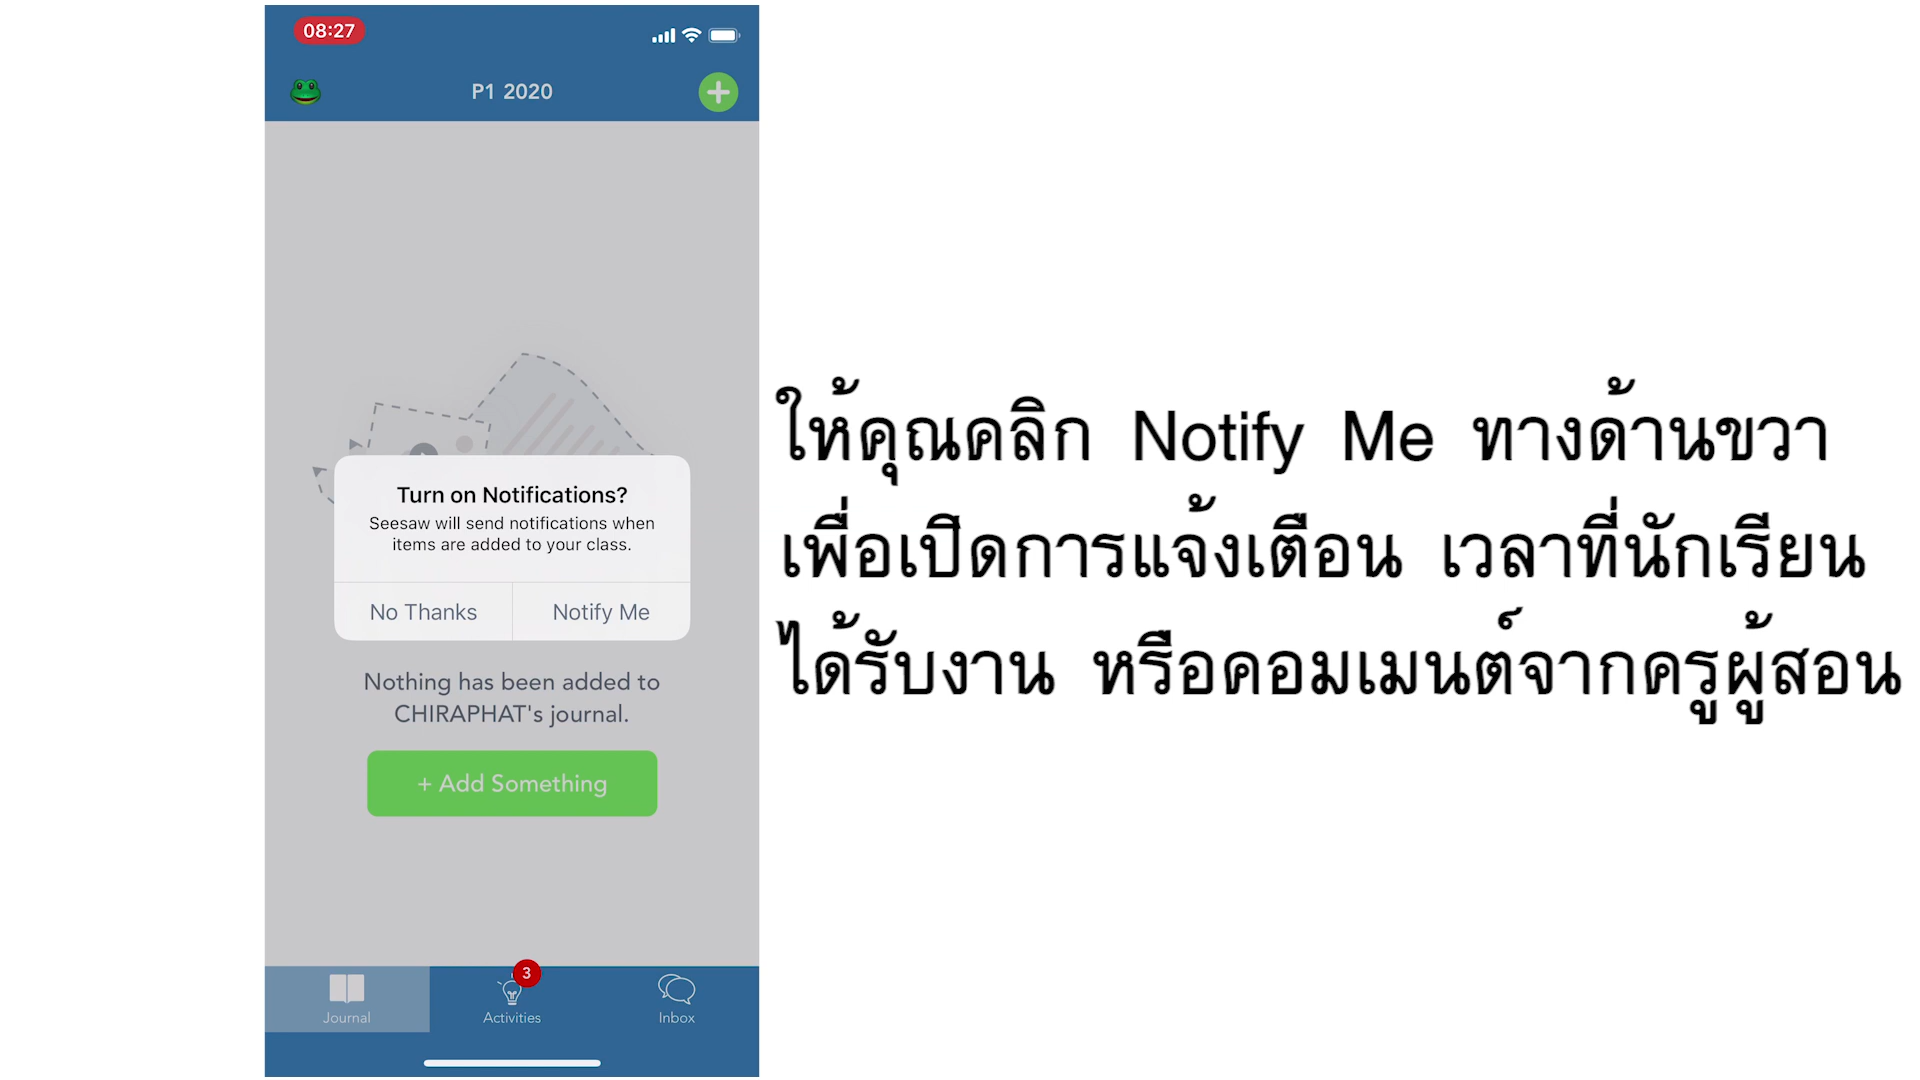 08:27
P1 2020
Turn on Notifications?
Seesaw will send notifications when
items are added to your class.
No Thanks
Notify Me
Nothing has been added to
CHIRAPHAT's journal.
+ Add Something
3
Journal
Activities
Inbox
ให้คุณคลิก Notify Me ทางด้านขวา
เพื่อเปิดการแจ้งเตือน เวลาที่นักเรียน
ได้รับงาน หรือคอมเมนต์จากครูผู้สอน